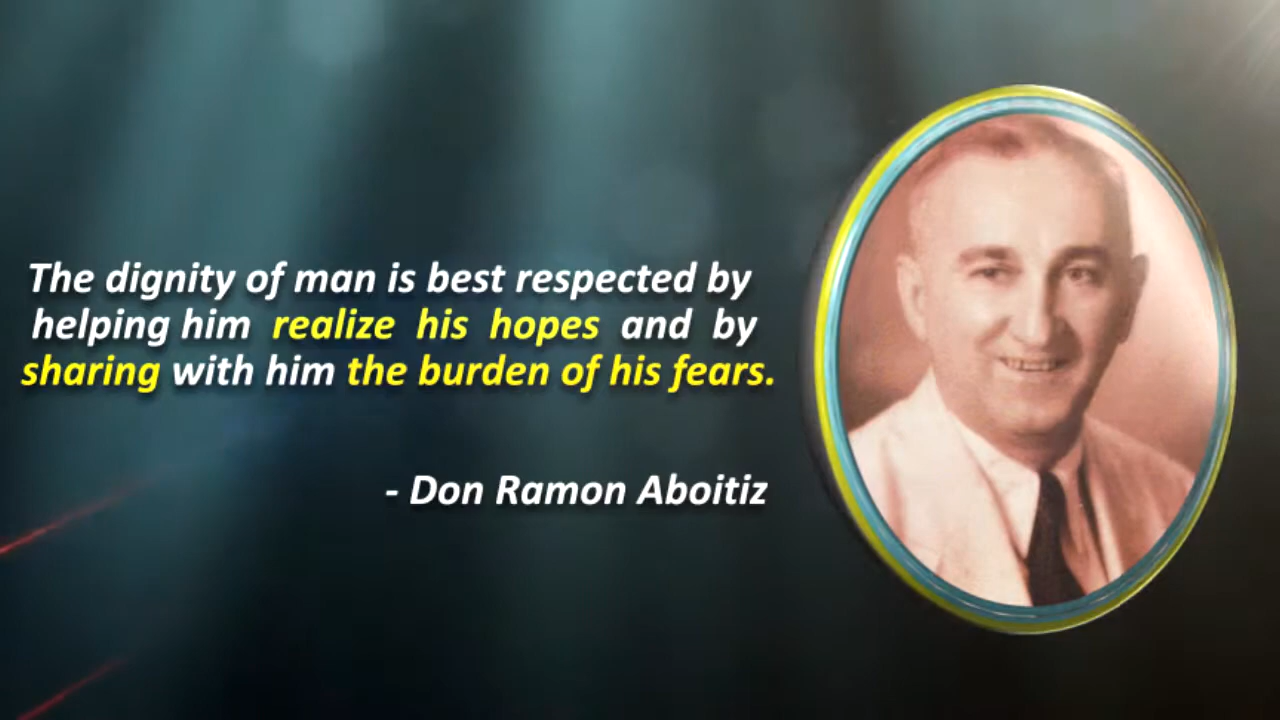 The dignity of man is best respected by
helping him realize his hopes and by
sharing with him the burden of his fears.
- Don Ramon Aboitiz